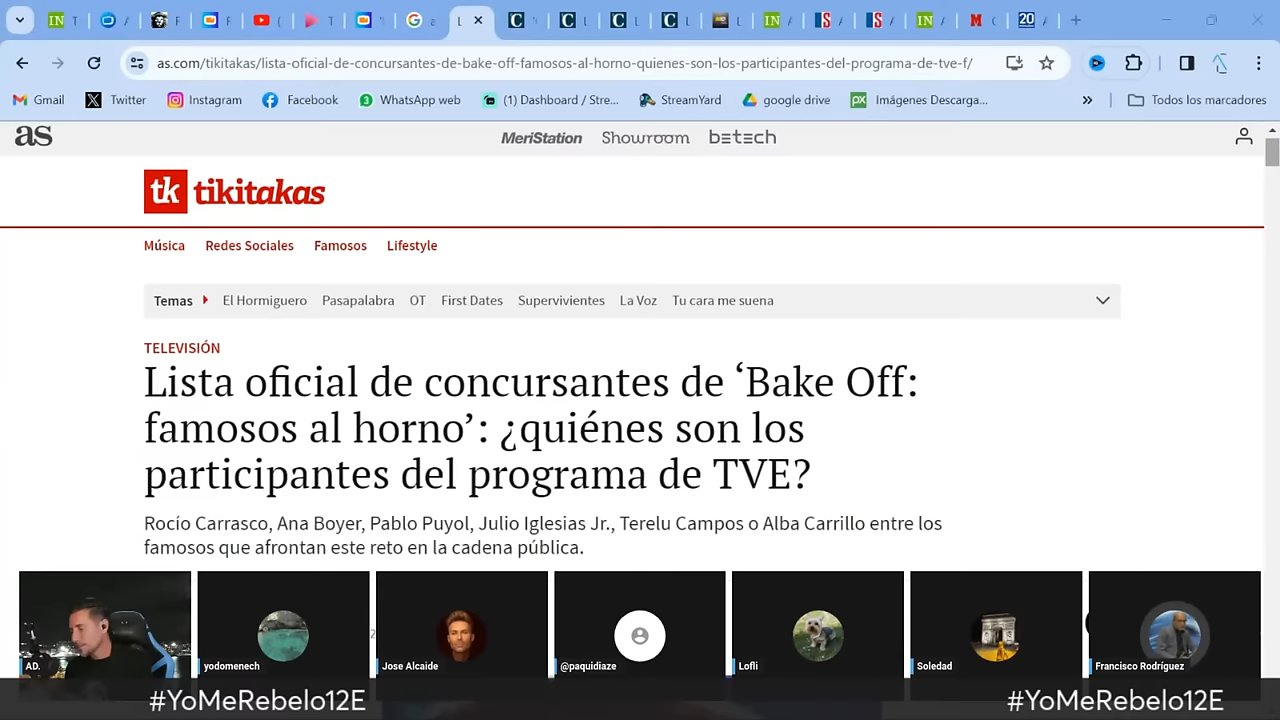 as.com/tikitakas/lista-oficial-de-concursantes-de-bake-off-famosos-al-horno-quienes-son-los-participantes-del-programa-de-tve-f/
Gmail Twitter Instagram Facebook WhatsApp web (1) Dashboard / Stre... StreamYard google drive Imágenes Descarga... » Todos los marcadores
as MeriStation Showroom betech
tk tikitakas
Música Redes Sociales Famosos Lifestyle
Temas El Hormiguero Pasapalabra OT First Dates Supervivientes La Voz Tu cara me suena
TELEVISIÓN
Lista oficial de concursantes de ‘Bake Off:
famosos al horno’: ¿quiénes son los
participantes del programa de TVE?
Rocío Carrasco, Ana Boyer, Pablo Puyol, Julio Iglesias Jr., Terelu Campos o Alba Carrillo entre los
famosos que afrontan este reto en la cadena pública.
AD. yodomenech Jose Alcaide @paquidiaze Lofli Soledad Francisco Rodríguez
#YoMeRebelo12E #YoMeRebelo12E